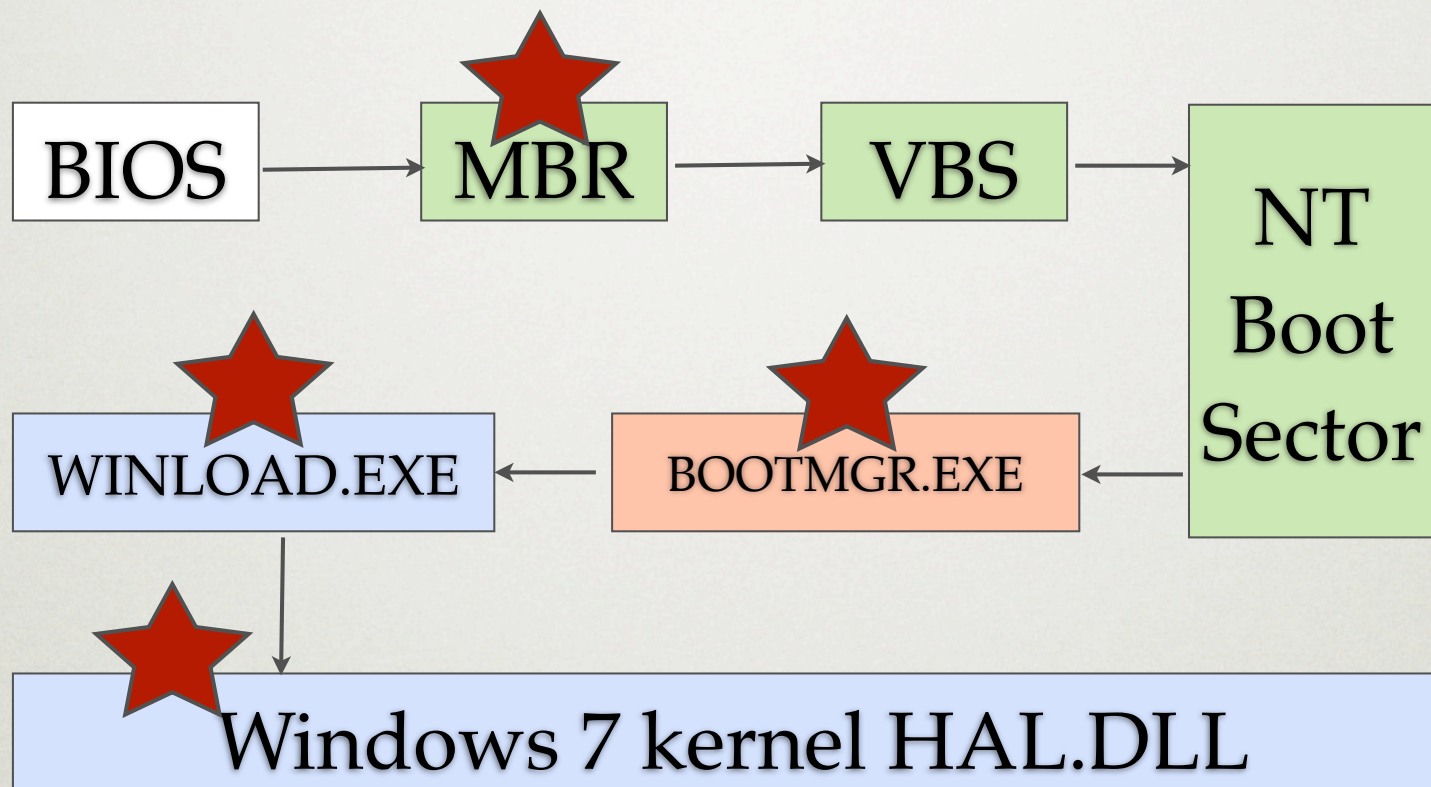 BIOS
MBR
VBS
NT
Boot
Sector
BOOTMGR.EXE
WINLOAD.EXE
Windows 7 kernel HAL.DLL